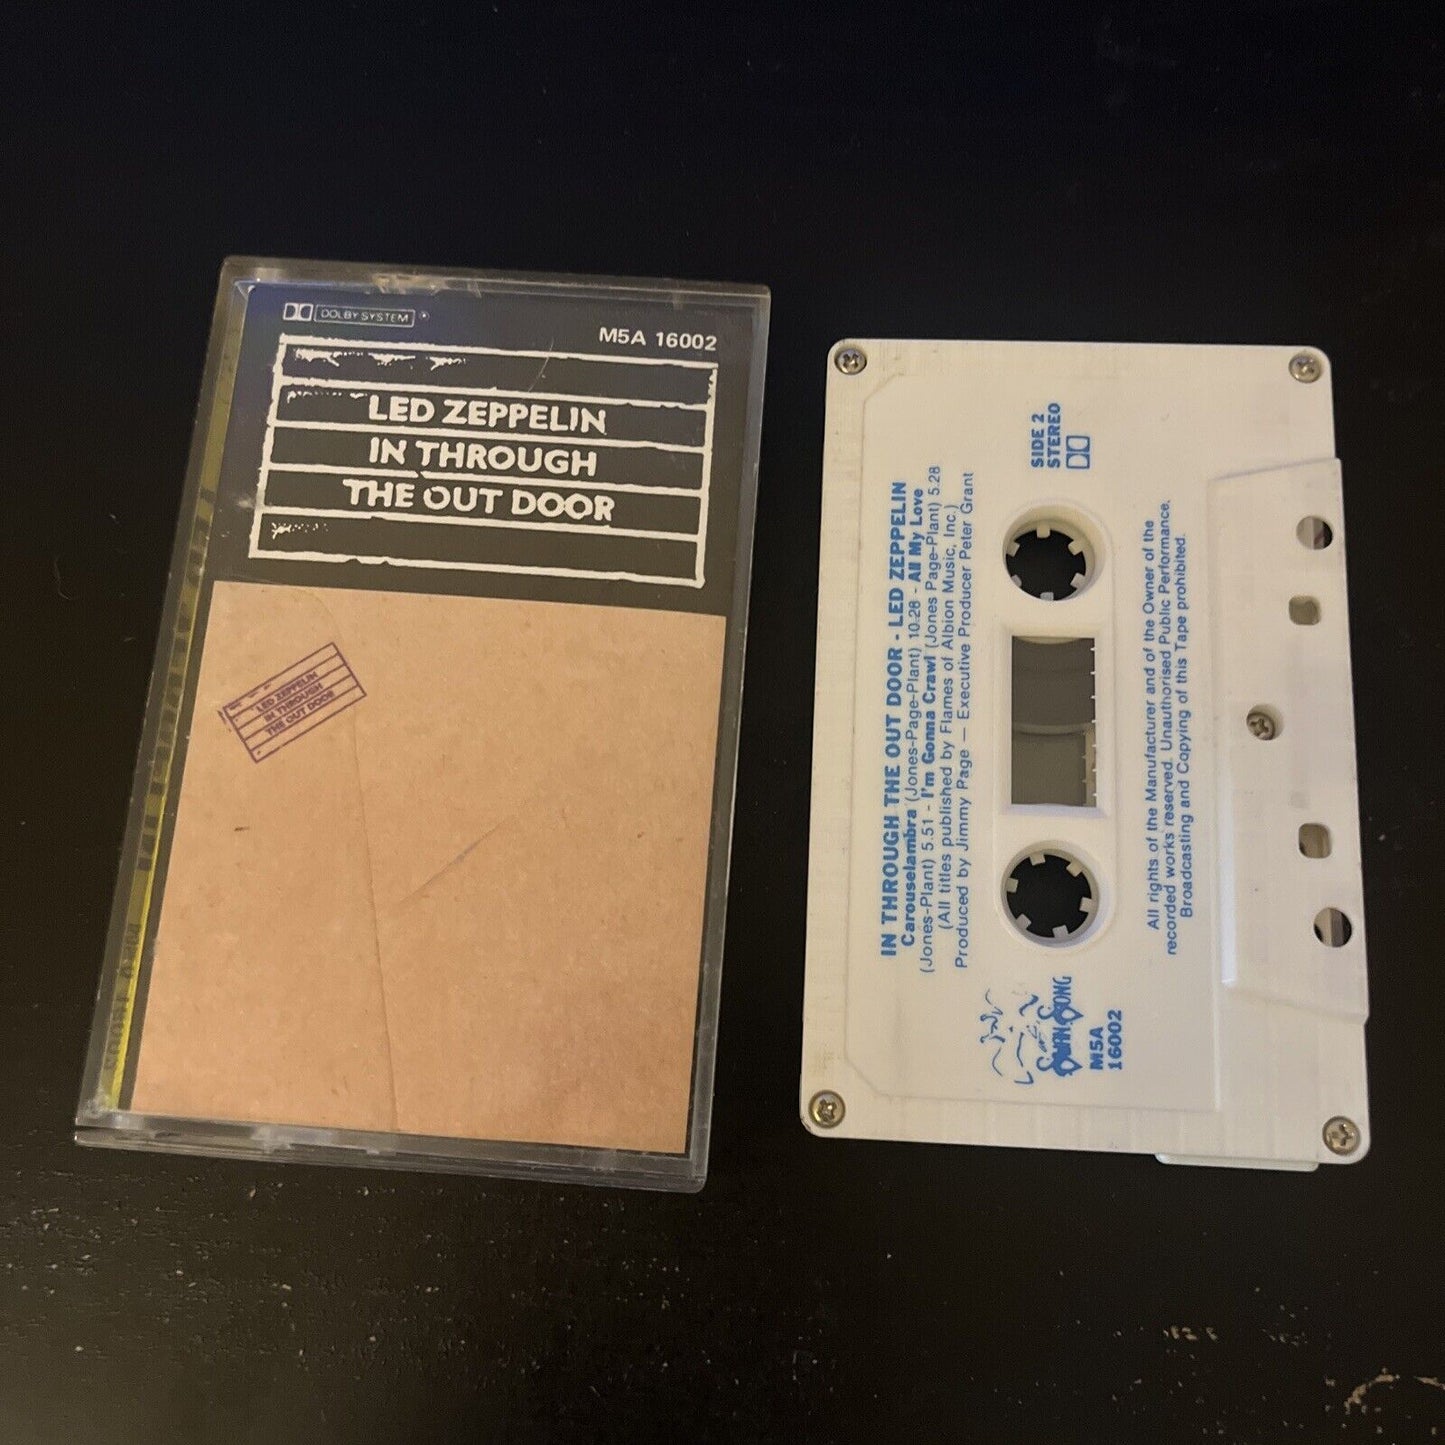 DOLBY SYSTEM
M5A 16002
LED ZEPPELIN
IN THROUGH
THE OUT DOOR
LED ZEPPELIN
IN THROUGH
THE OUT DOOR
SIDE 2
STEREO
IN THROUGH THE OUT DOOR - LED ZEPPELIN
Carouselambra (Jones-Page-Plant) 10.28 - All My Love
(Jones-Plant) 5.51 - I'm Gonna Crawl (Jones Page-Plant) 5.28
(All titles published by Flames of Albion Music, Inc.)
Produced by Jimmy Page — Executive Producer Peter Grant
SWAN SONG
M5A
16002
All rights of the Manufacturer and of the Owner of the
recorded works reserved. Unauthorised Public Performance,
Broadcasting and Copying of this Tape prohibited.